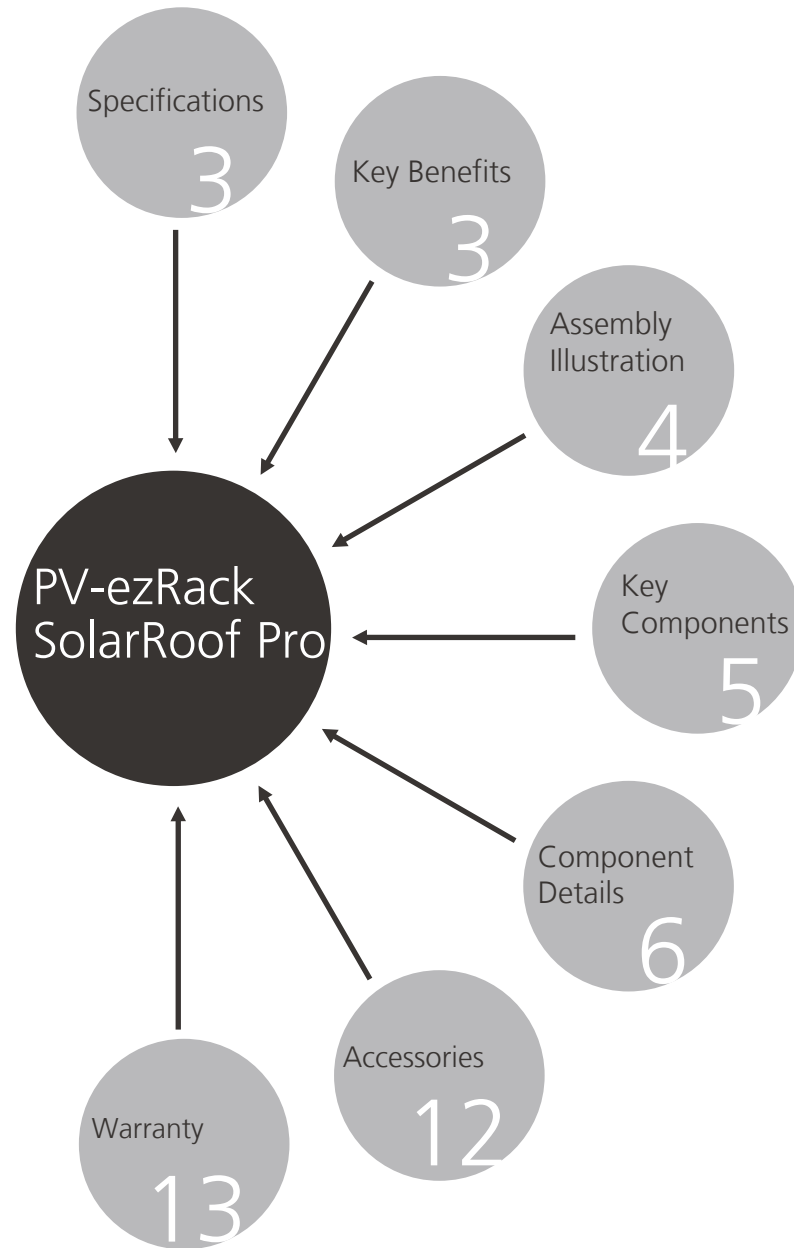 Specifications
3
Key Benefits
3
Assembly
Illustration
4
PV-ezRack
SolarRoof Pro
Key
Components
5
Component
Details
6
Accessories
12
Warranty
13